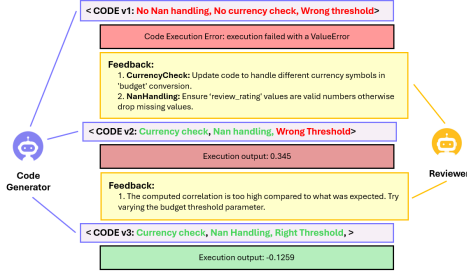 < CODE v1: No Nan handling, No currency check, Wrong threshold>
Code Execution Error: execution failed with a ValueError
Feedback:
1. CurrencyCheck: Update code to handle different currency symbols in
'budget' conversion.
2. NanHandling: Ensure 'review_rating' values are valid numbers otherwise
drop missing values.
< CODE v2: Currency check, Nan handling, Wrong Threshold>
Execution output: 0.345
Code
Generator
Reviewer
Feedback:
1. The computed correlation is too high compared to what was expected. Try
varying the budget threshold parameter.
< CODE v3: Currency check, Nan Handling, Right Threshold, >
Execution output: -0.1259